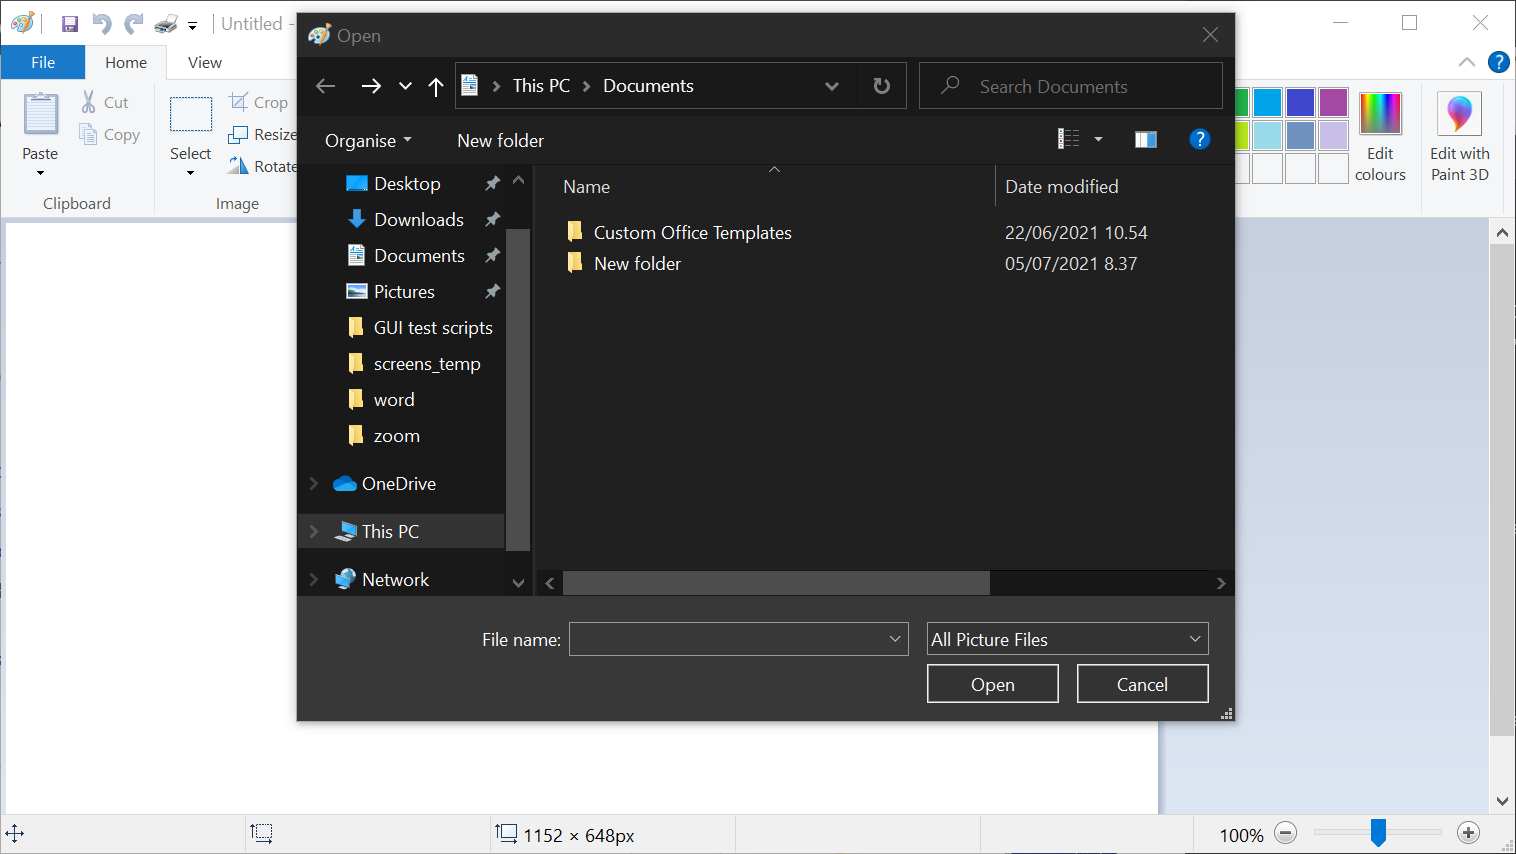 Untitled -
Open
File
Home
View
This PC
Documents
Search Documents
Cut
Copy
Paste
Clipboard
Select
Crop
Resize
Rotate
Image
Organise
New folder
Edit colours
Edit with Paint 3D
Desktop
Downloads
Documents
Pictures
GUI test scripts
screens_temp
word
zoom
OneDrive
This PC
Network
Name
Date modified
Custom Office Templates
22/06/2021 10.54
New folder
05/07/2021 8.37
File name:
All Picture Files
Open
Cancel
1152 × 648px
100%